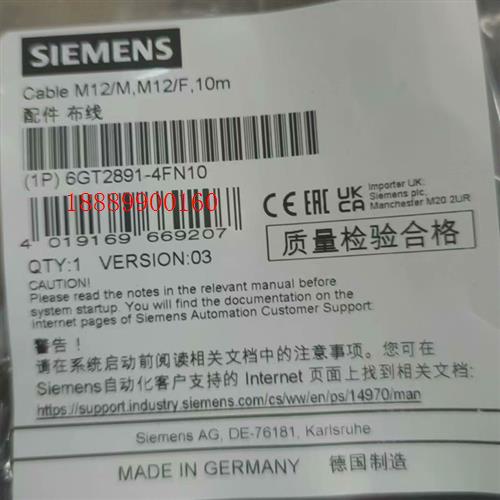 SIEMENS
Cable M12/M,M12/F,10m
配件 布线
(1P) 6GT2891-4FN10
18889900160
4 019169 669207
QTY:1 VERSION:03
CE EAC UKCA
Importer UK:
Siemens plc,
Manchester M20 2UR
质量检验合格
CAUTION!
Please read the notes in the relevant manual before
system startup. You will find the documentation on the
internet pages of Siemens Automation Customer Support:
警告！
请在系统启动前阅读相关文档中的注意事项。您可在
Siemens自动化客户支持的 Internet 页面上找到相关文档:
https://support.industry.siemens.com/cs/ww/en/ps/14970/man
Siemens AG, DE-76181, Karlsruhe
MADE IN GERMANY 德国制造